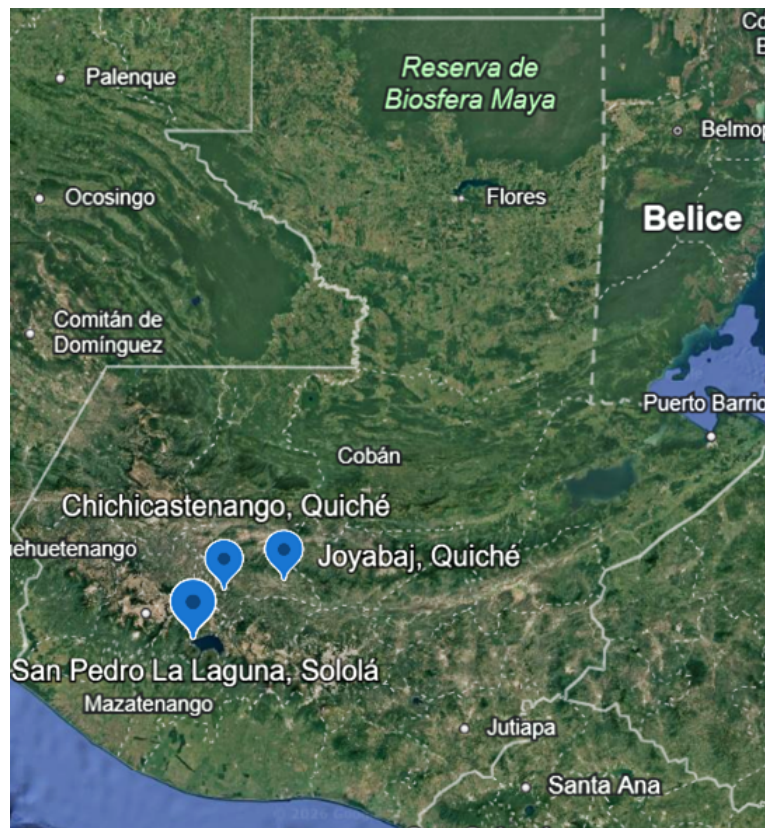 Palenque
Reserva de
Biosfera Maya
Ocosingo
Flores
Belice
Comitán de
Domínguez
Puerto Barrio
Cobán
Chichicastenango, Quiché
uehuetenango
Joyabaj, Quiché
San Pedro La Laguna, Sololá
Mazatenango
Jutiapa
Santa Ana